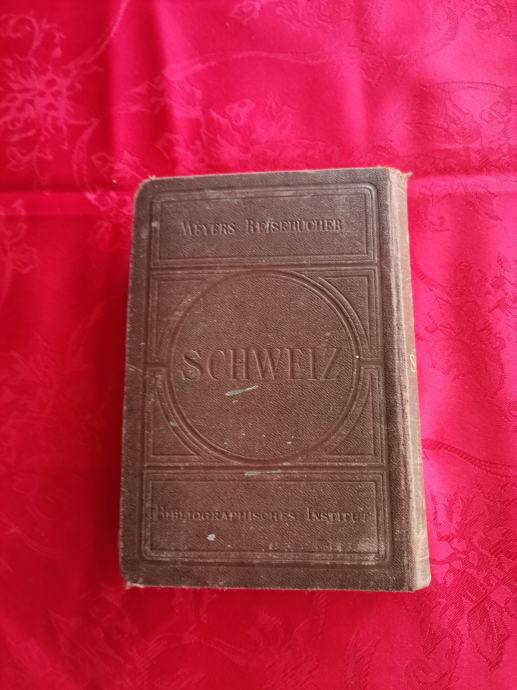 MEYERS REISEBÜCHER
SCHWEIZ
BIBLIOGRAPHISCHES INSTITUT
S